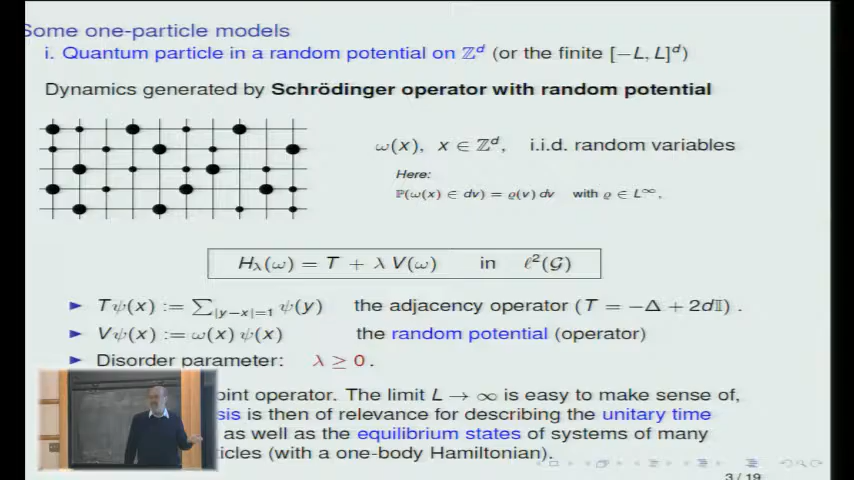 Some one-particle models
i. Quantum particle in a random potential on ℤᵈ (or the finite [−L, L]ᵈ)
Dynamics generated by Schrödinger operator with random potential
ω(x), x ∈ ℤᵈ, i.i.d. random variables
Here:
ℙ(ω(x) ∈ dv) = ϱ(v) dv with ϱ ∈ L^∞,
H_λ(ω) = T + λ V(ω) in ℓ²(𝒢)
► Tψ(x) := ∑_{|y−x|=1} ψ(y) the adjacency operator (T = −Δ + 2d𝕀) .
► Vψ(x) := ω(x) ψ(x) the random potential (operator)
► Disorder parameter: λ ≥ 0 .
oint operator. The limit L → ∞ is easy to make sense of,
sis is then of relevance for describing the unitary time
as well as the equilibrium states of systems of many
icles (with a one-body Hamiltonian).
3 / 19